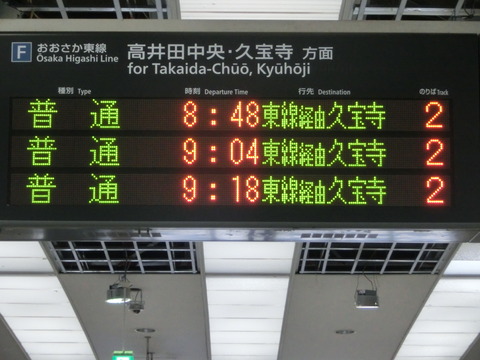 F おおさか東線 Ōsaka Higashi Line 高井田中央・久宝寺 方面
for Takaida-Chūō, Kyūhōji
種別 Type 時刻 Departure Time 行先 Destination のりば Track
普通 8:48 東線経由久宝寺 2
普通 9:04 東線経由久宝寺 2
普通 9:18 東線経由久宝寺 2